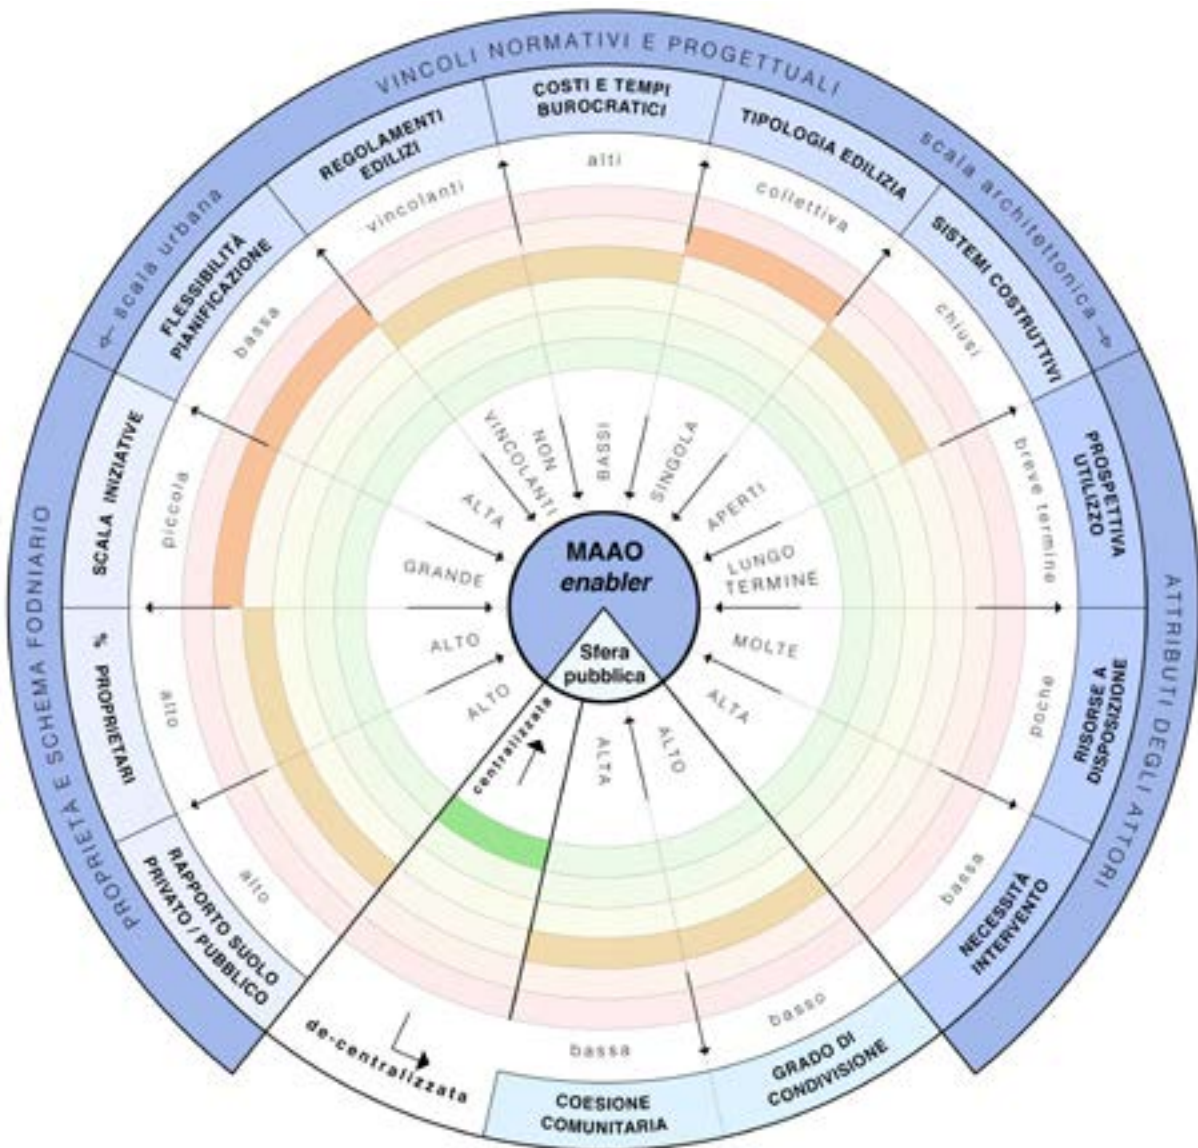 VINCOLI NORMATIVI E PROGETTUALI
scala urbana
scala architettonica
COSTI E TEMPI
BUROCRATICI
TIPOLOGIA EDILIZIA
SISTEMI COSTRUTTIVI
PROSPETTIVA
UTILIZZO
RISORSE A
DISPOSIZIONE
NECESSITÀ
INTERVENTO
ATTRIBUTI DEGLI ATTORI
GRADO DI
CONDIVISIONE
COESIONE
COMUNITARIA
RAPPORTO SUOLO
PRIVATO / PUBBLICO
% PROPRIETARI
SCALA INIZIATIVE
PROPRIETÀ E SCHEMA FODNIARIO
FLESSIBILITÀ
PIANIFICAZIONE
REGOLAMENTI
EDILIZI
alti
collettiva
chiusi
breve termine
poche
bassa
basso
bassa
de-centralizzata
alto
alto
piccola
bassa
vincolanti
BASSI
SINGOLA
APERTI
LUNGO
TERMINE
MOLTE
ALTA
ALTO
ALTA
centralizzata
ALTO
ALTO
GRANDE
ALTA
NON
VINCOLANTI
MAAO
enabler
Sfera
pubblica